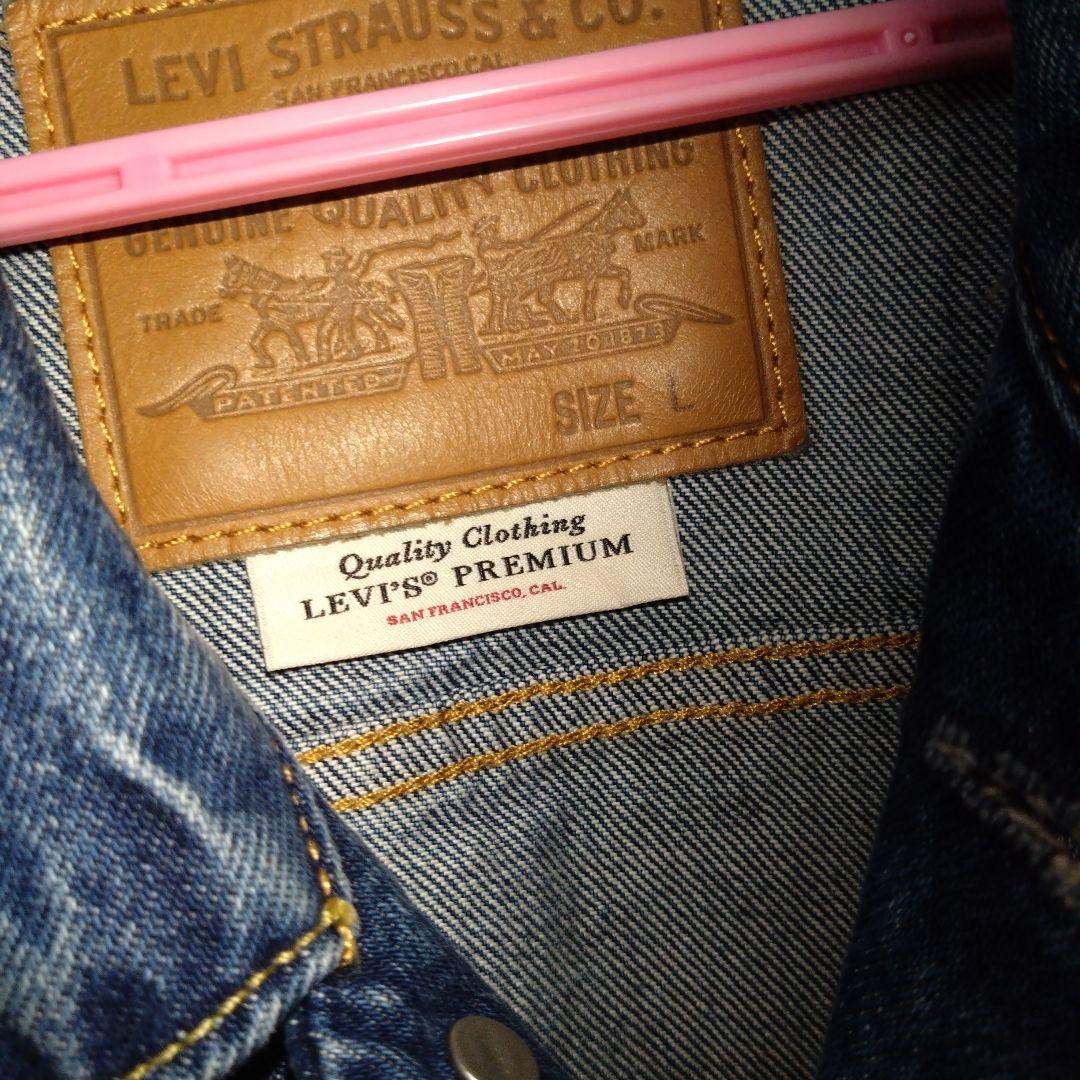 LEVI STRAUSS & CO.
SAN FRANCISCO, CAL.
GENUINE QUALITY CLOTHING
TRADE MARK
PATENTED MAY 20 1873
SIZE L
Quality Clothing
LEVI'S® PREMIUM
SAN FRANCISCO, CAL.